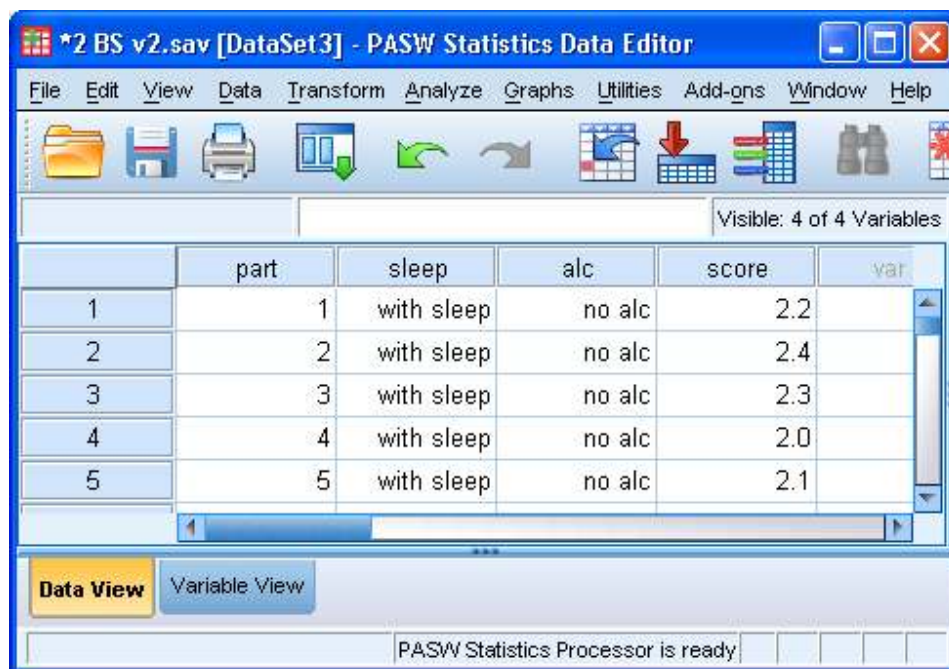 *2 BS v2.sav [DataSet3] - PASW Statistics Data Editor
File Edit View Data Transform Analyze Graphs Utilities Add-ons Window Help
Visible: 4 of 4 Variables
part sleep alc score var
1 1 with sleep no alc 2.2
2 2 with sleep no alc 2.4
3 3 with sleep no alc 2.3
4 4 with sleep no alc 2.0
5 5 with sleep no alc 2.1
Data View Variable View
PASW Statistics Processor is ready